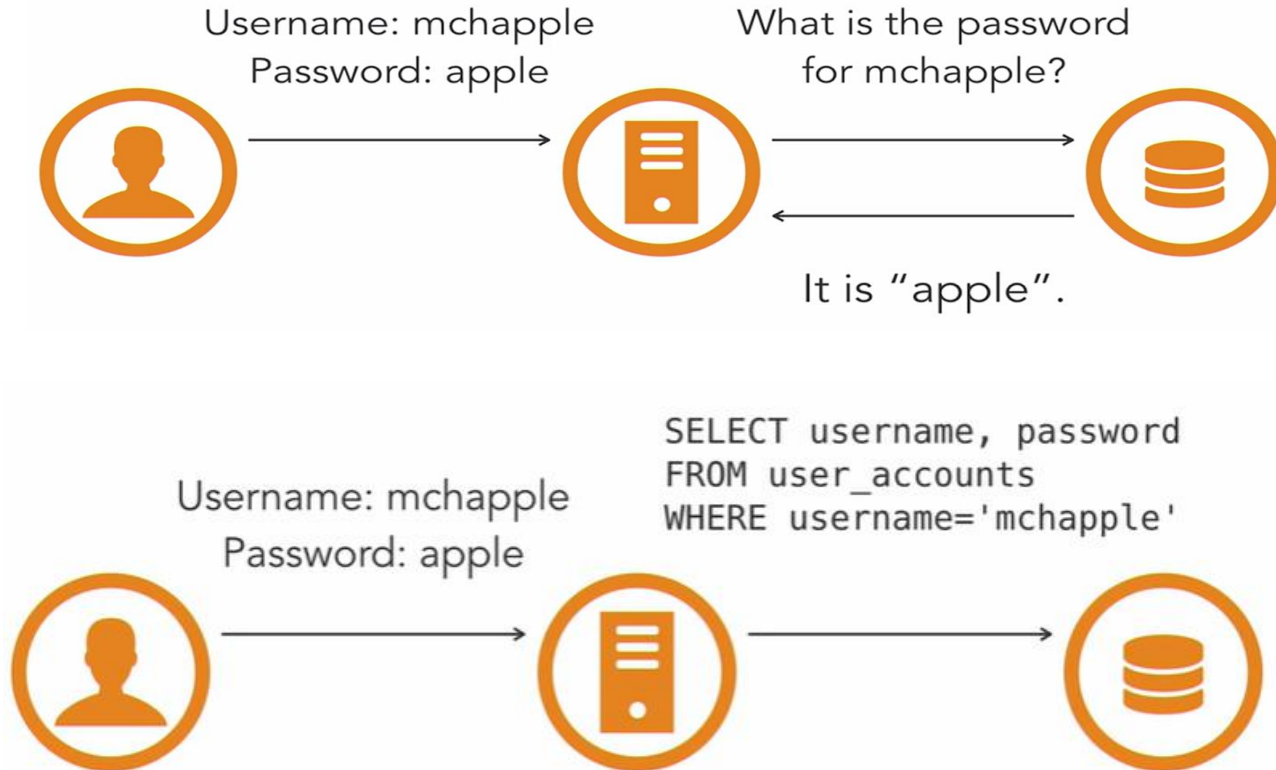 Username: mchapple
Password: apple
What is the password
for mchapple?
It is “apple”.
Username: mchapple
Password: apple
SELECT username, password
FROM user_accounts
WHERE username='mchapple'